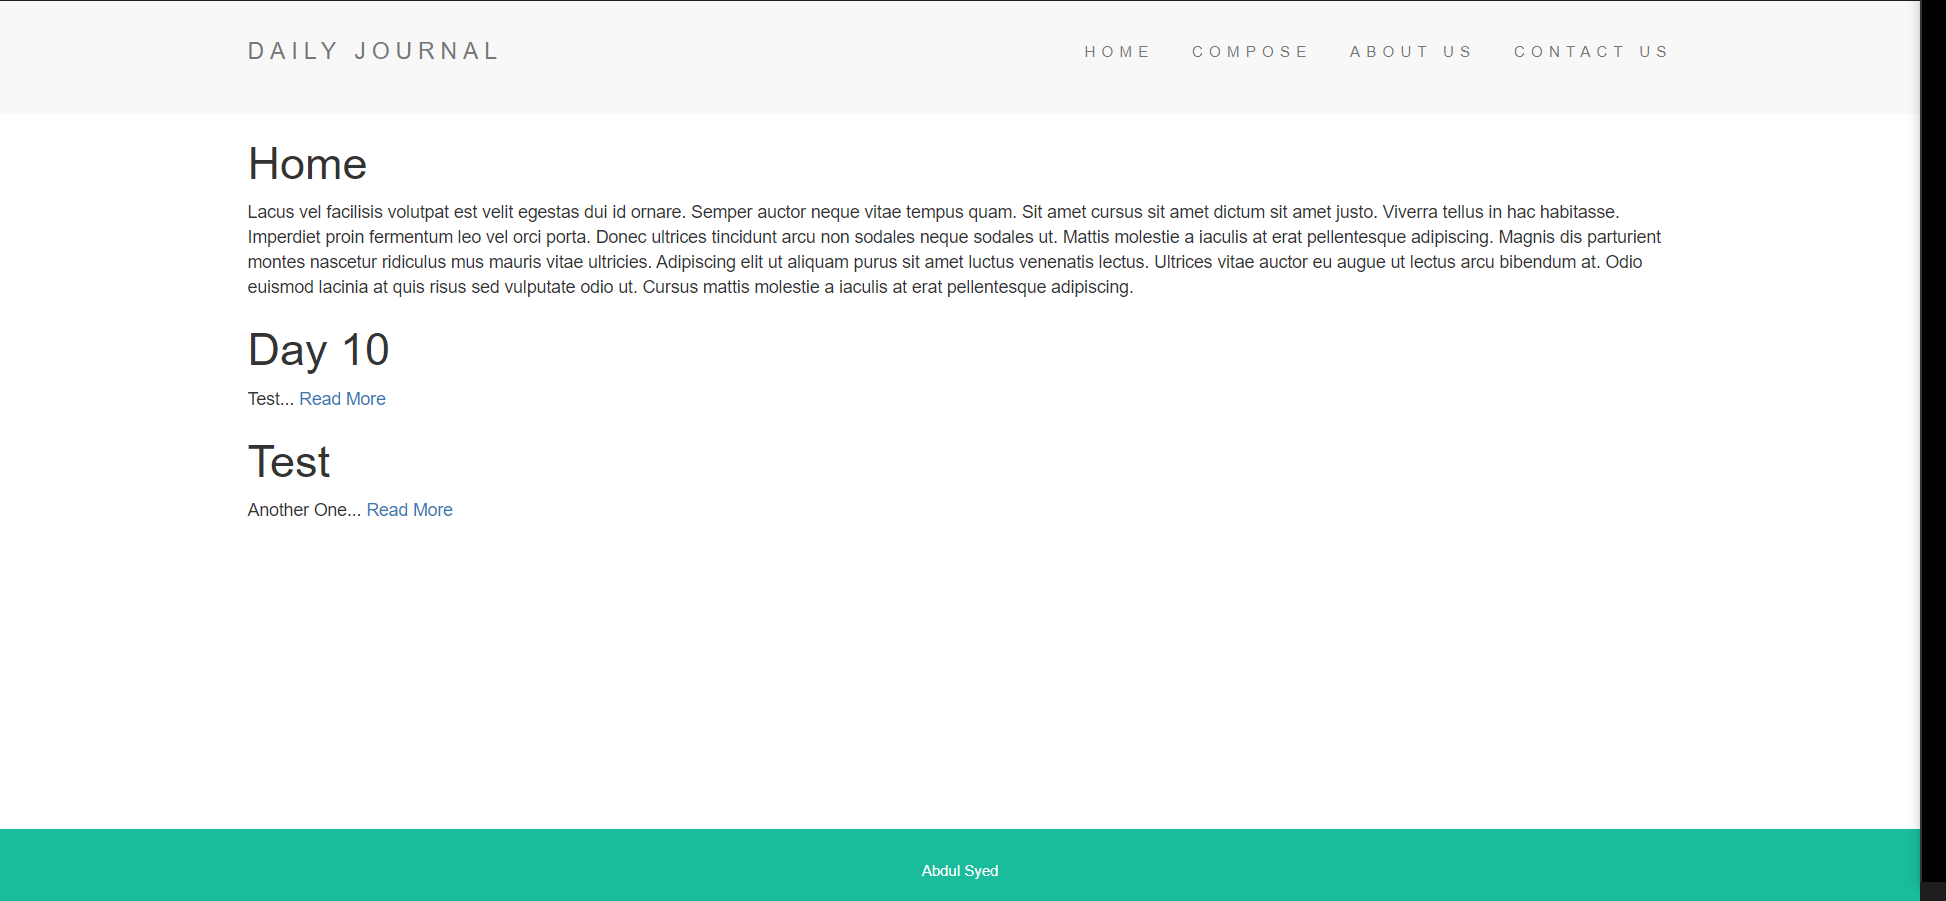 DAILY JOURNAL
HOME COMPOSE ABOUT US CONTACT US
Home
Lacus vel facilisis volutpat est velit egestas dui id ornare. Semper auctor neque vitae tempus quam. Sit amet cursus sit amet dictum sit amet justo. Viverra tellus in hac habitasse.
Imperdiet proin fermentum leo vel orci porta. Donec ultrices tincidunt arcu non sodales neque sodales ut. Mattis molestie a iaculis at erat pellentesque adipiscing. Magnis dis parturient
montes nascetur ridiculus mus mauris vitae ultricies. Adipiscing elit ut aliquam purus sit amet luctus venenatis lectus. Ultrices vitae auctor eu augue ut lectus arcu bibendum at. Odio
euismod lacinia at quis risus sed vulputate odio ut. Cursus mattis molestie a iaculis at erat pellentesque adipiscing.
Day 10
Test... Read More
Test
Another One... Read More
Abdul Syed